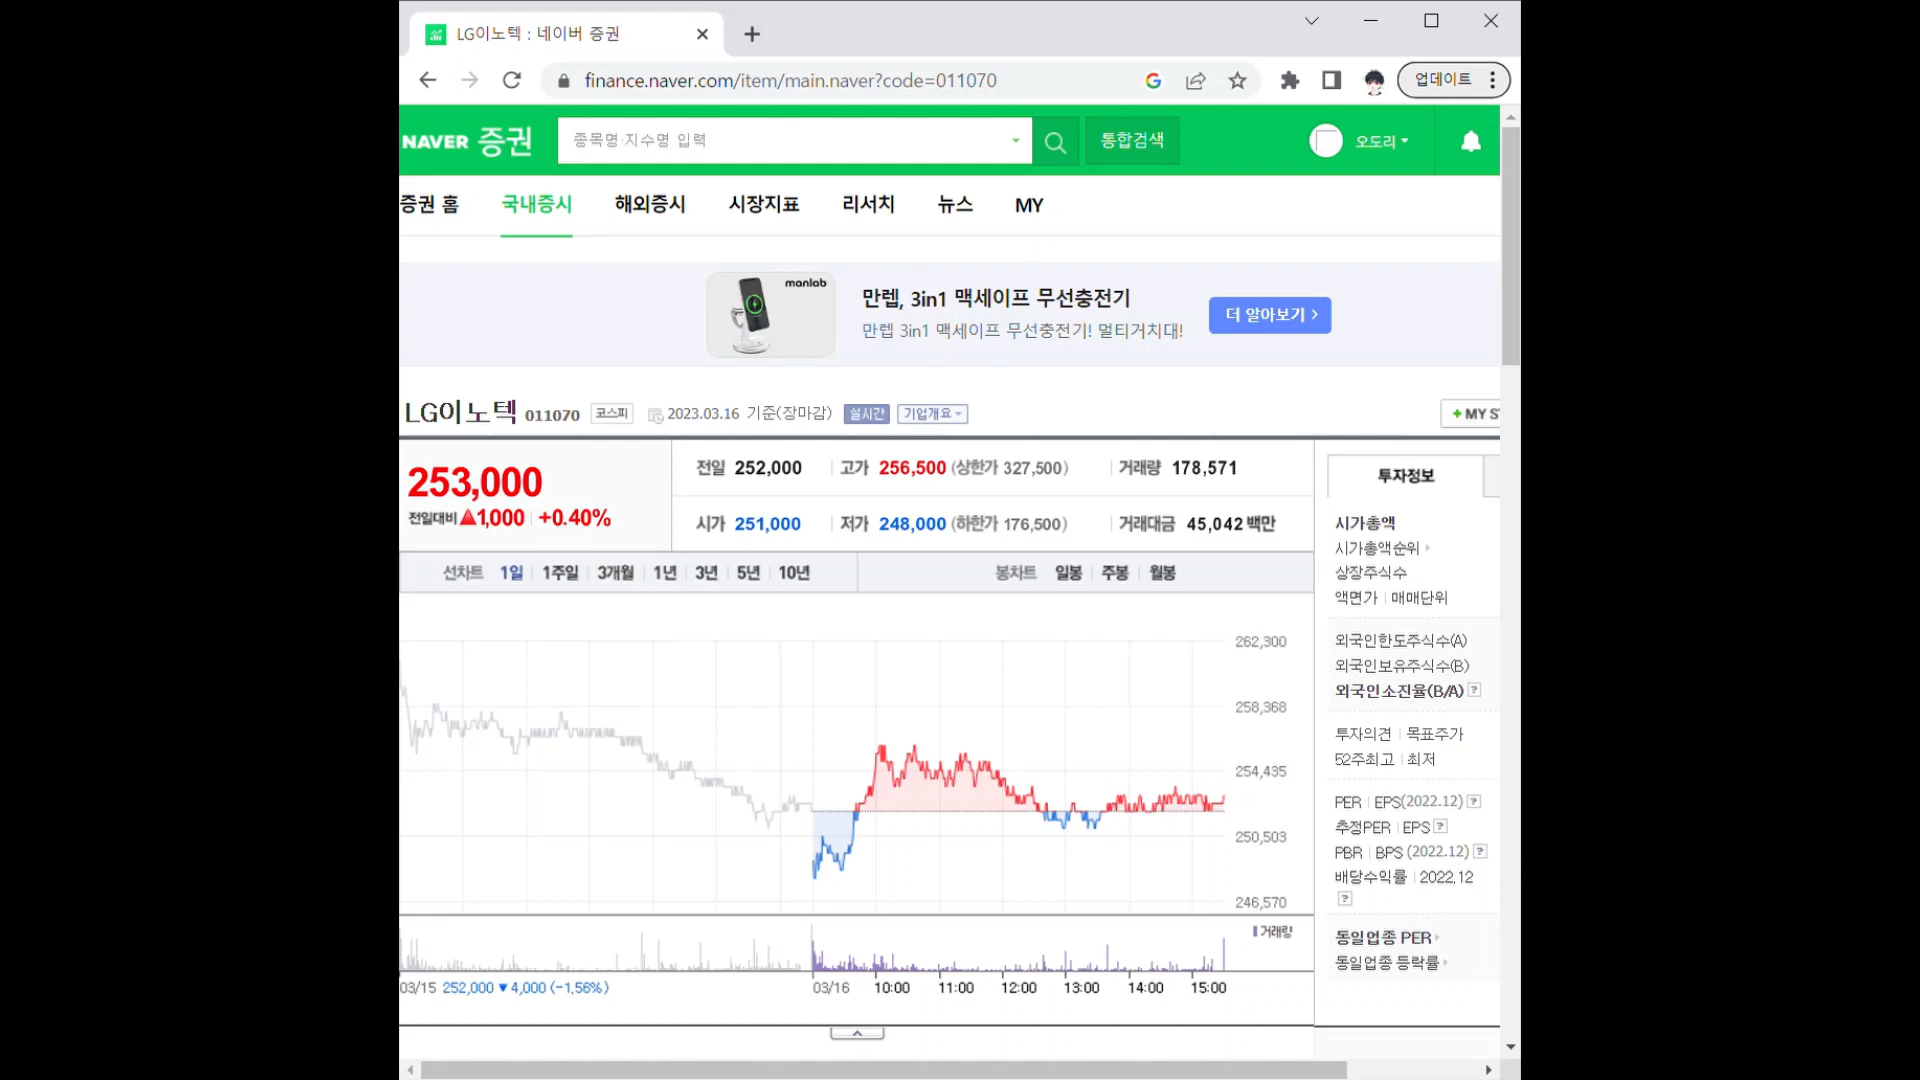 LG이노텍 : 네이버 증권
finance.naver.com/item/main.naver?code=011070
업데이트
NAVER 증권
종목명·지수명 입력
통합검색
오도리
증권 홈 국내증시 해외증시 시장지표 리서치 뉴스 MY
manlab
만렙, 3in1 맥세이프 무선충전기
만렙 3in1 맥세이프 무선충전기! 멀티거치대!
더 알아보기
LG이노텍 011070 코스피 2023.03.16 기준(장마감) 실시간 기업개요
+ MY S
253,000
전일대비 ▲1,000 +0.40%
전일 252,000 고가 256,500 (상한가 327,500) 거래량 178,571
시가 251,000 저가 248,000 (하한가 176,500) 거래대금 45,042 백만
선차트 1일 1주일 3개월 1년 3년 5년 10년
봉차트 일봉 주봉 월봉
262,300
258,368
254,435
250,503
246,570
거래량
03/15 252,000 ▼4,000 (-1.56%)
03/16 10:00 11:00 12:00 13:00 14:00 15:00
투자정보
시가총액
시가총액순위
상장주식수
액면가 | 매매단위
외국인한도주식수(A)
외국인보유주식수(B)
외국인소진율(B/A) ?
투자의견 | 목표주가
52주최고 | 최저
PER | EPS(2022.12) ?
추정PER | EPS ?
PBR | BPS (2022.12) ?
배당수익률 | 2022.12
?
동일업종 PER
동일업종 등락률